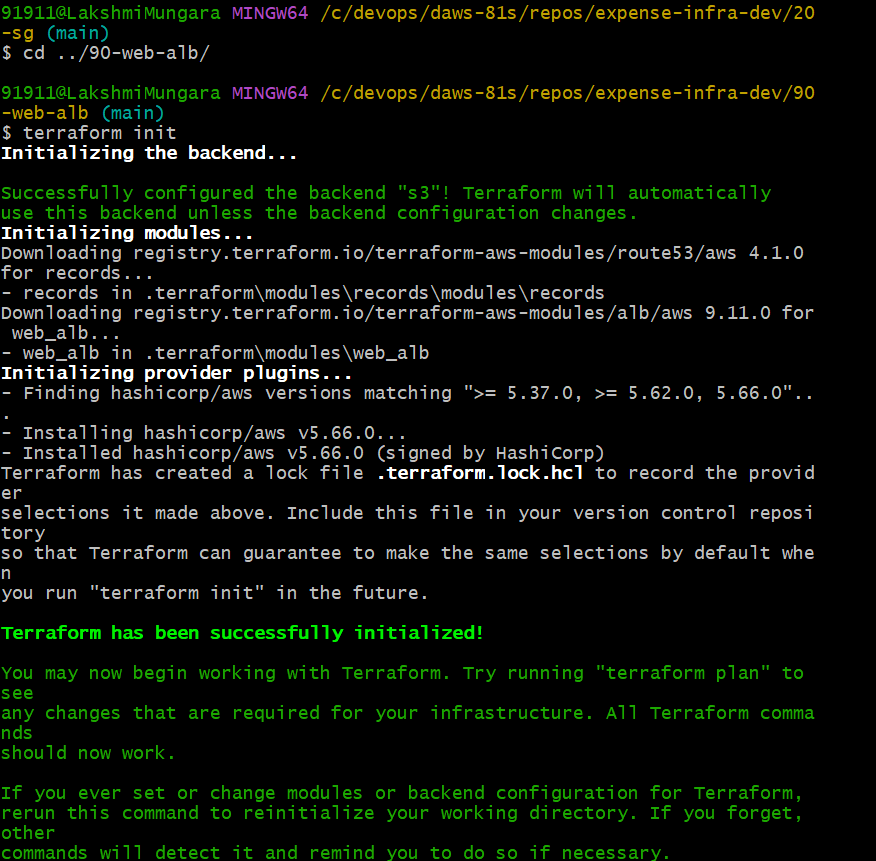 91911@LakshmiMungara MINGW64 /c/devops/daws-81s/repos/expense-infra-dev/20
-sg (main)
$ cd ../90-web-alb/
91911@LakshmiMungara MINGW64 /c/devops/daws-81s/repos/expense-infra-dev/90
-web-alb (main)
$ terraform init
Initializing the backend...
Successfully configured the backend "s3"! Terraform will automatically
use this backend unless the backend configuration changes.
Initializing modules...
Downloading registry.terraform.io/terraform-aws-modules/route53/aws 4.1.0
for records...
- records in .terraform\modules\records\modules\records
Downloading registry.terraform.io/terraform-aws-modules/alb/aws 9.11.0 for
 web_alb...
- web_alb in .terraform\modules\web_alb
Initializing provider plugins...
- Finding hashicorp/aws versions matching ">= 5.37.0, >= 5.62.0, 5.66.0"..
.
- Installing hashicorp/aws v5.66.0...
- Installed hashicorp/aws v5.66.0 (signed by HashiCorp)
Terraform has created a lock file .terraform.lock.hcl to record the provid
er
selections it made above. Include this file in your version control reposi
tory
so that Terraform can guarantee to make the same selections by default whe
n
you run "terraform init" in the future.
Terraform has been successfully initialized!
You may now begin working with Terraform. Try running "terraform plan" to
see
any changes that are required for your infrastructure. All Terraform comma
nds
should now work.
If you ever set or change modules or backend configuration for Terraform,
rerun this command to reinitialize your working directory. If you forget,
other
commands will detect it and remind you to do so if necessary.